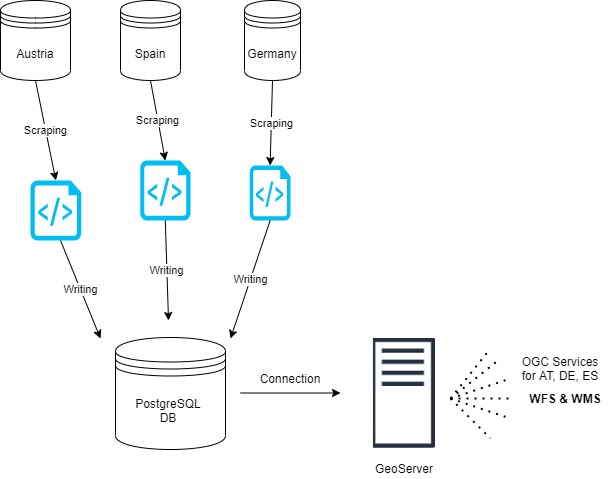 Austria
Spain
Germany
Scraping
Scraping
Scraping
</>
</>
</>
Writing
Writing
Writing
PostgreSQL
DB
Connection
GeoServer
OGC Services
for AT, DE, ES
WFS & WMS